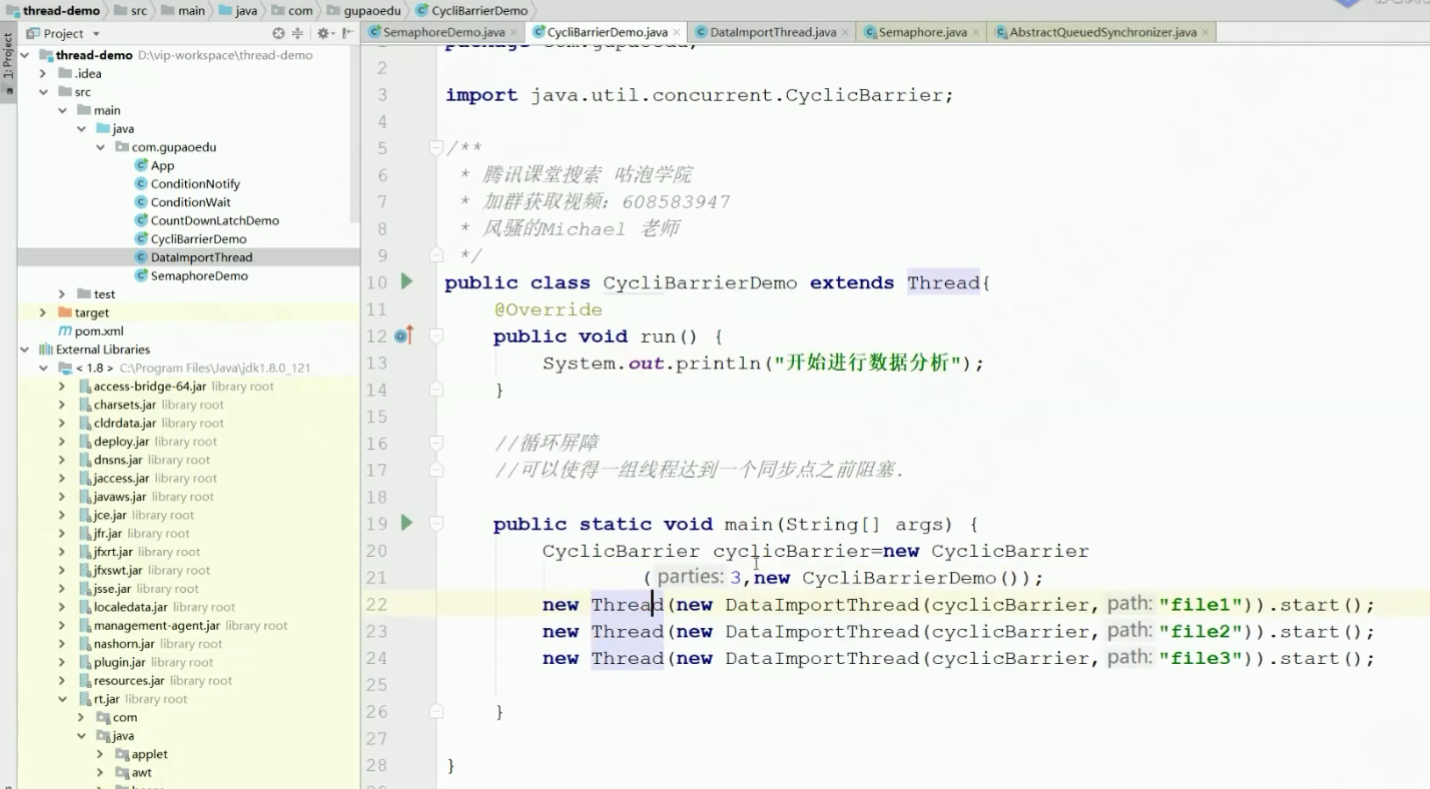 thread-demo src main java com gupaoedu CycliBarrierDemo
1: Project
Project
SemaphoreDemo.java CycliBarrierDemo.java DataImportThread.java Semaphore.java AbstractQueuedSynchronizer.java
thread-demo D:\vip-workspace\thread-demo
.idea
src
main
java
com.gupaoedu
App
ConditionNotify
ConditionWait
CountDownLatchDemo
CycliBarrierDemo
DataImportThread
SemaphoreDemo
test
target
pom.xml
External Libraries
< 1.8 > C:\Program Files\Java\jdk1.8.0_121
access-bridge-64.jar library root
charsets.jar library root
cldrdata.jar library root
deploy.jar library root
dnsns.jar library root
jaccess.jar library root
javaws.jar library root
jce.jar library root
jfr.jar library root
jfxrt.jar library root
jfxswt.jar library root
jsse.jar library root
localedata.jar library root
management-agent.jar library root
nashorn.jar library root
plugin.jar library root
resources.jar library root
rt.jar library root
com
java
applet
awt
2
3 import java.util.concurrent.CyclicBarrier;
4
5 /**
6 * 腾讯课堂搜索 咕泡学院
7 * 加群获取视频：608583947
8 * 风骚的Michael 老师
9 */
10 public class CycliBarrierDemo extends Thread{
11 @Override
12 public void run() {
13 System.out.println("开始进行数据分析");
14 }
15
16 //循环屏障
17 //可以使得一组线程达到一个同步点之前阻塞.
18
19 public static void main(String[] args) {
20 CyclicBarrier cyclicBarrier=new CyclicBarrier
21 ( parties: 3,new CycliBarrierDemo());
22 new Thread(new DataImportThread(cyclicBarrier, path: "file1")).start();
23 new Thread(new DataImportThread(cyclicBarrier, path: "file2")).start();
24 new Thread(new DataImportThread(cyclicBarrier, path: "file3")).start();
25
26 }
27
28 }